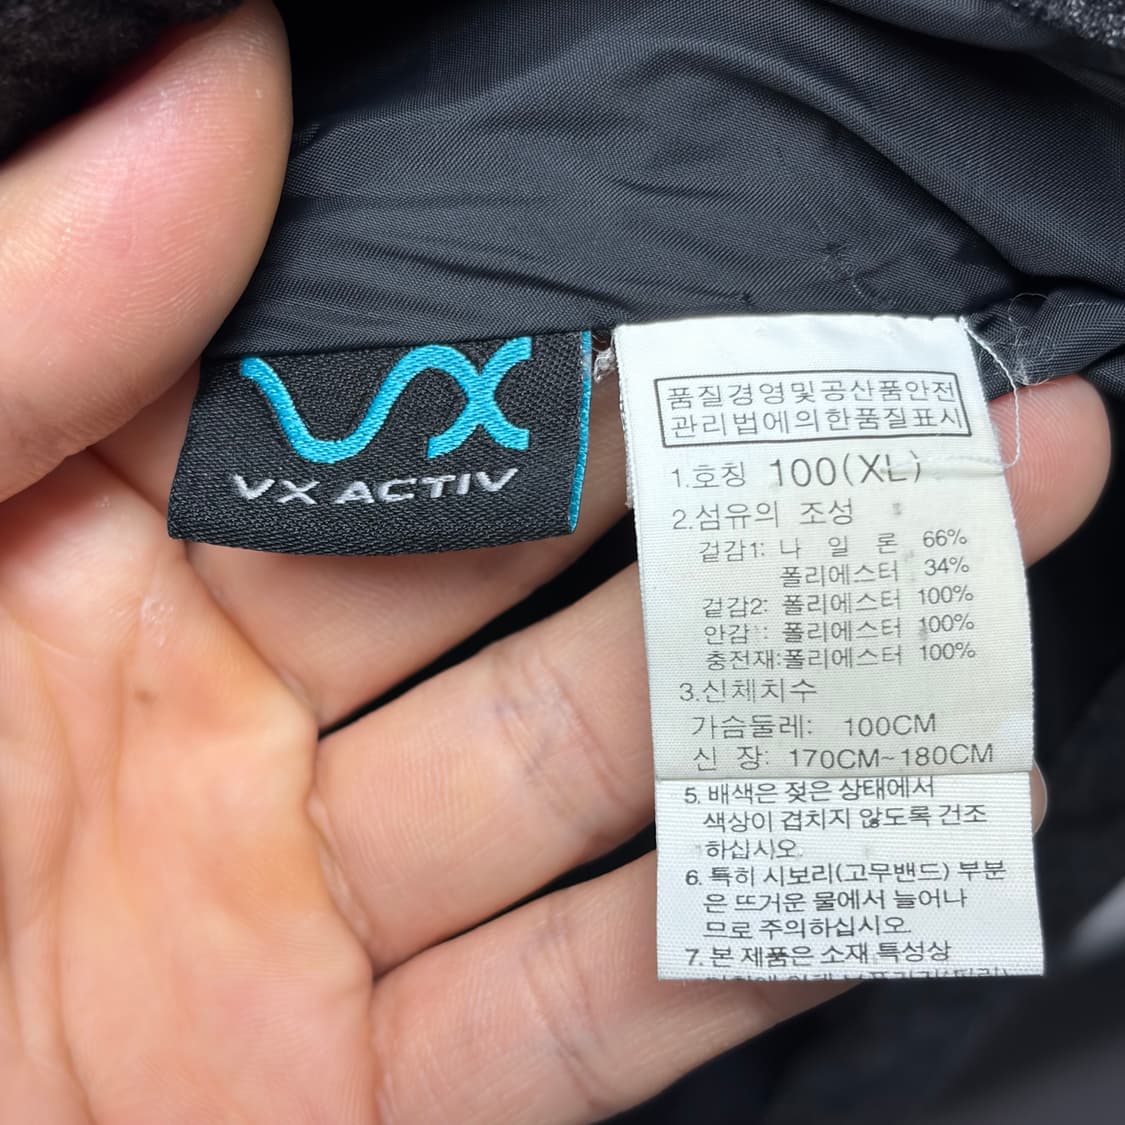 VX ACTIV
품질경영및공산품안전
관리법에의한품질표시
1.호칭 100(XL)
2.섬유의 조성
겉감1: 나 일 론 66%
폴리에스터 34%
겉감2: 폴리에스터 100%
안감 : 폴리에스터 100%
충전재:폴리에스터 100%
3.신체치수
가슴둘레: 100CM
신 장: 170CM~180CM
5. 배색은 젖은 상태에서
색상이 겹치지 않도록 건조
하십시오.
6. 특히 시보리(고무밴드) 부분
은 뜨거운 물에서 늘어나
므로 주의하십시오.
7. 본 제품은 소재 특성상